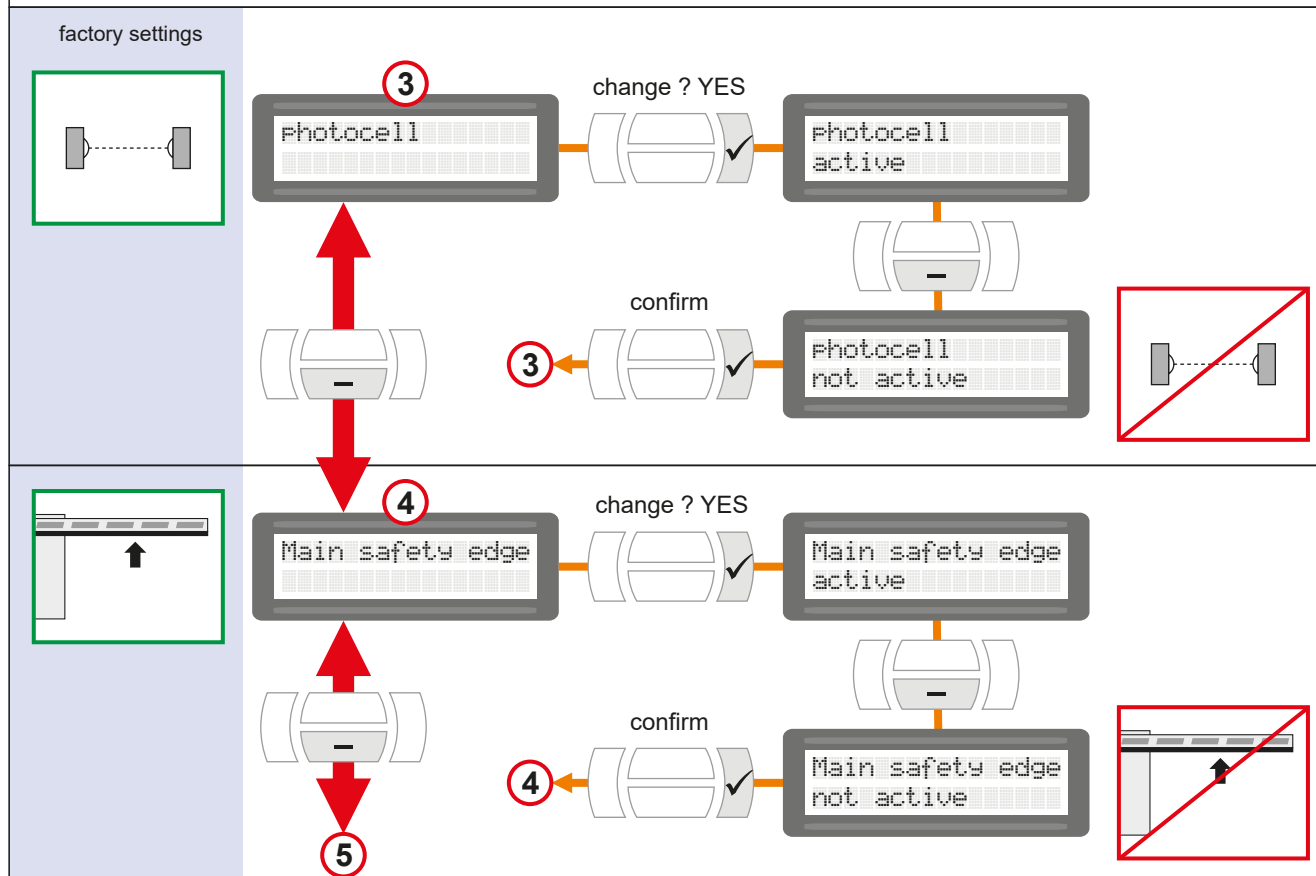 factory settings
3
change ? YES
photocell
photocell
active
−
confirm
3
−
photocell
not active
4
change ? YES
Main safety edge
Main safety edge
active
−
−
confirm
4
Main safety edge
not active
5